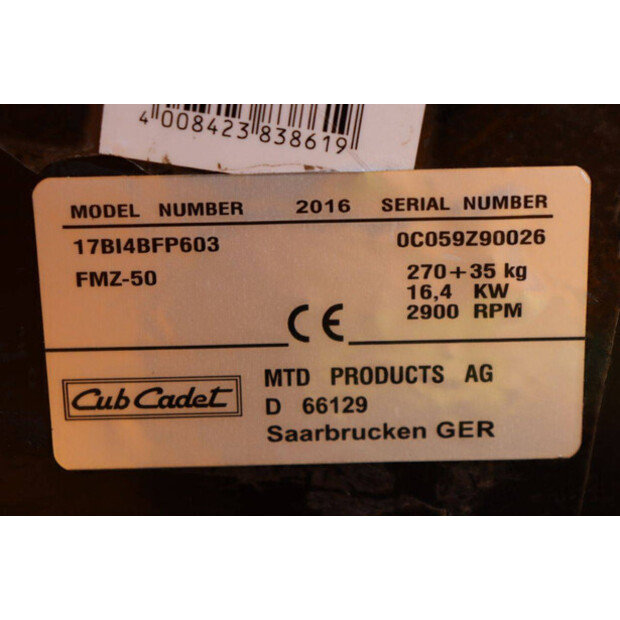 4 008423 838619
MODEL NUMBER 2016 SERIAL NUMBER
17BI4BFP603 0C059Z90026
FMZ-50 270+35 kg
16,4 KW
2900 RPM
CE
Cub Cadet MTD PRODUCTS AG
D 66129
Saarbrucken GER